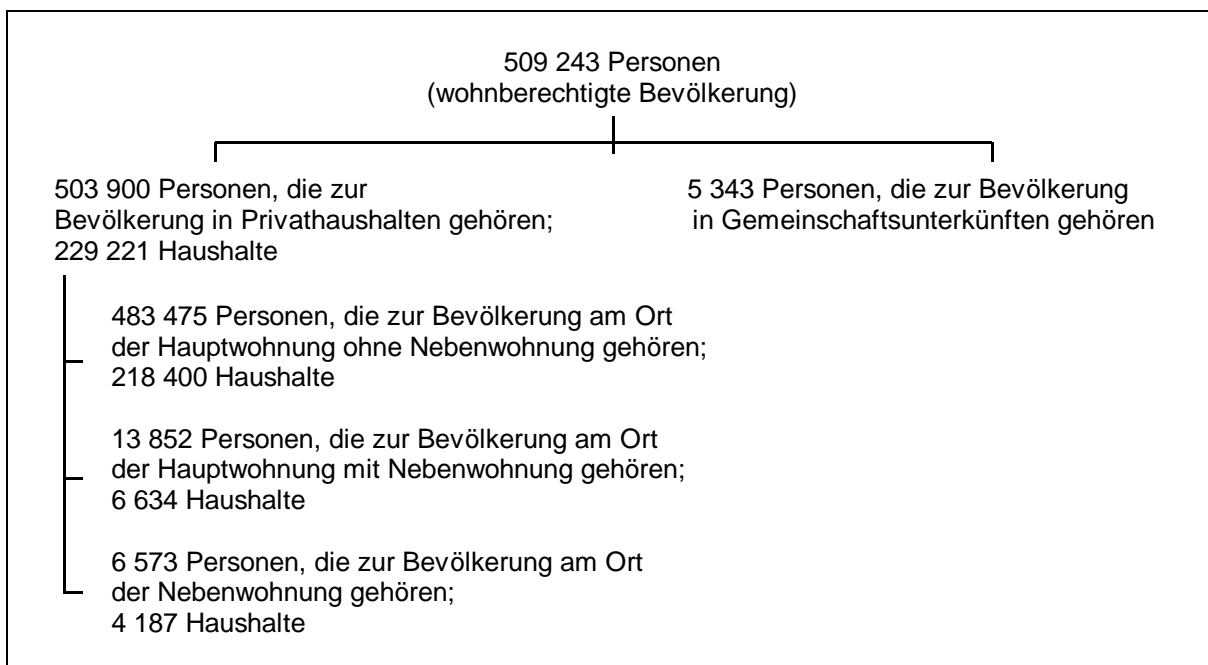 509 243 Personen
(wohnberechtigte Bevölkerung)
503 900 Personen, die zur
Bevölkerung in Privathaushalten gehören;
229 221 Haushalte
5 343 Personen, die zur Bevölkerung
in Gemeinschaftsunterkünften gehören
483 475 Personen, die zur Bevölkerung am Ort
der Hauptwohnung ohne Nebenwohnung gehören;
218 400 Haushalte
13 852 Personen, die zur Bevölkerung am Ort
der Hauptwohnung mit Nebenwohnung gehören;
6 634 Haushalte
6 573 Personen, die zur Bevölkerung am Ort
der Nebenwohnung gehören;
4 187 Haushalte